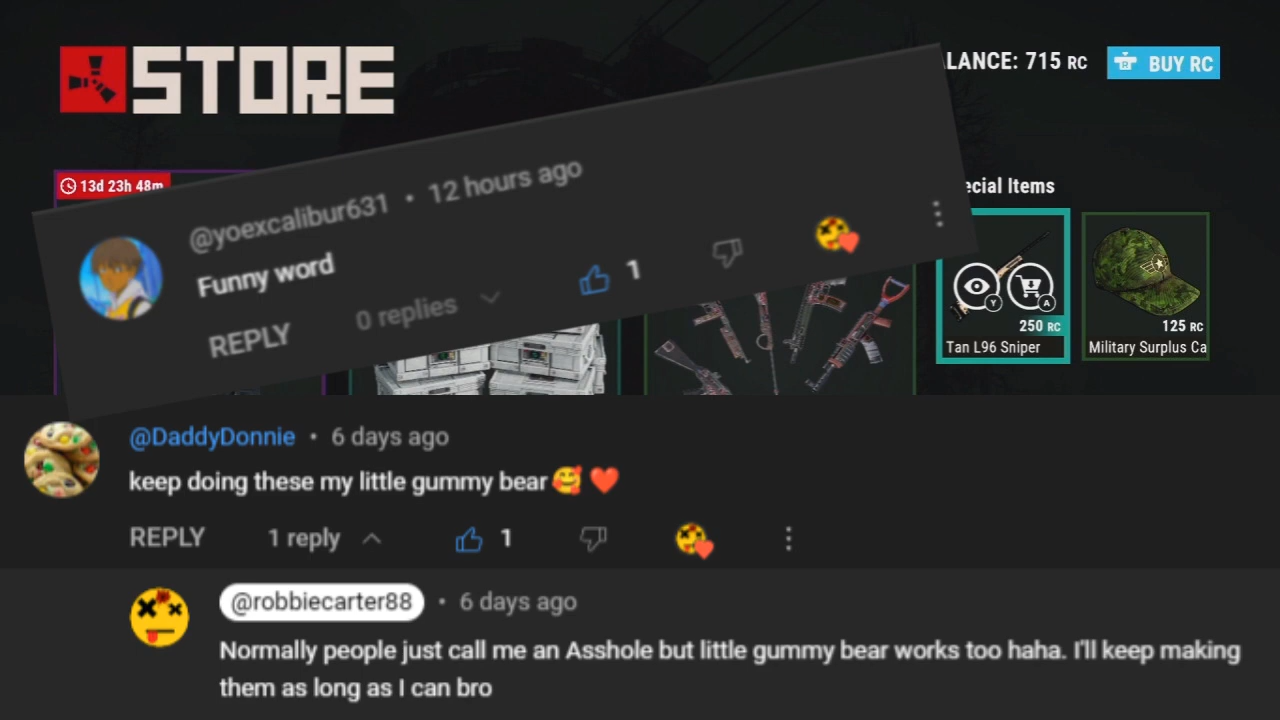 STORE
LANCE: 715 RC
BUY RC
13d 23h 48m
ecial Items
@yoexcalibur631 • 12 hours ago
Funny word
1
REPLY
0 replies
250 RC
Tan L96 Sniper
Y
A
125 RC
Military Surplus Ca
@DaddyDonnie • 6 days ago
keep doing these my little gummy bear🥰 ❤️
REPLY
1 reply
1
@robbiecarter88 • 6 days ago
Normally people just call me an Asshole but little gummy bear works too haha. I'll keep making
them as long as I can bro